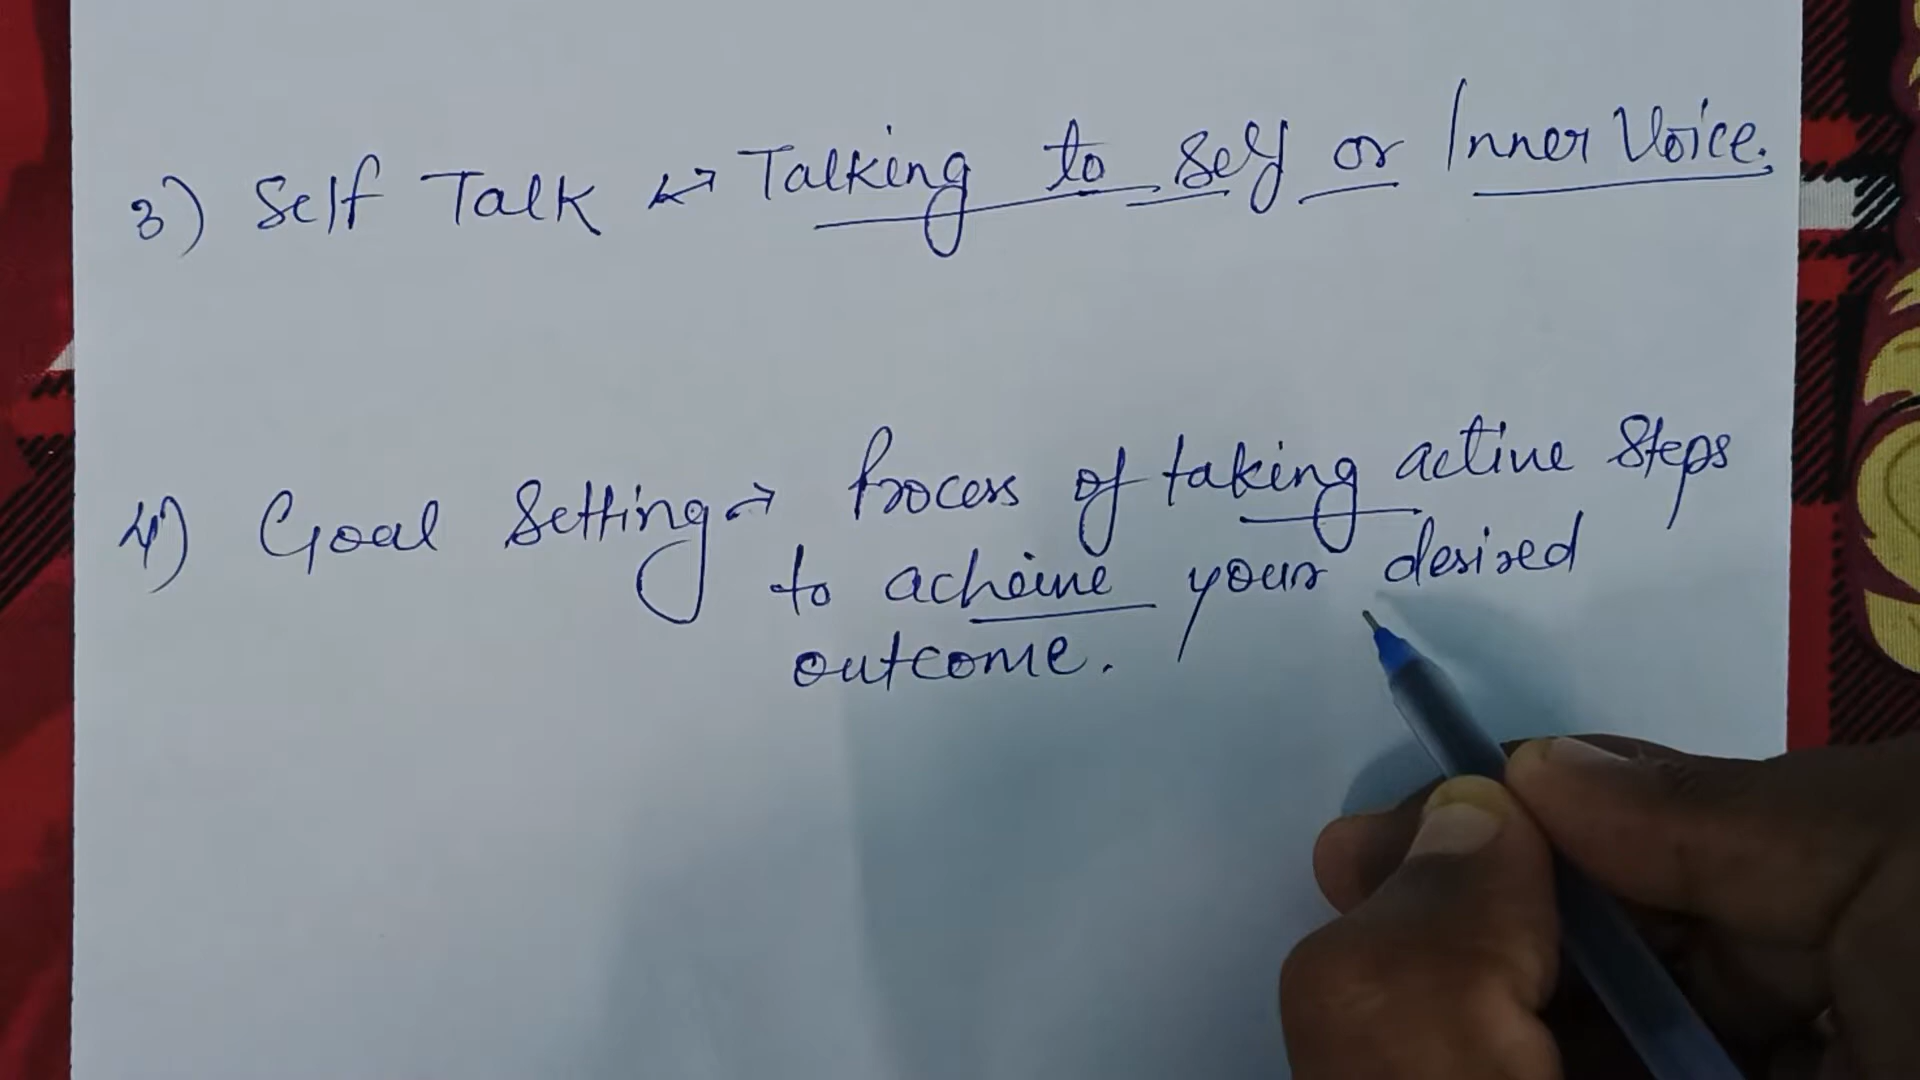 3) Self Talk ↔ Talking to self or Inner Voice.
4) Goal Setting → Process of taking active Steps
to acheive your desired
outcome.